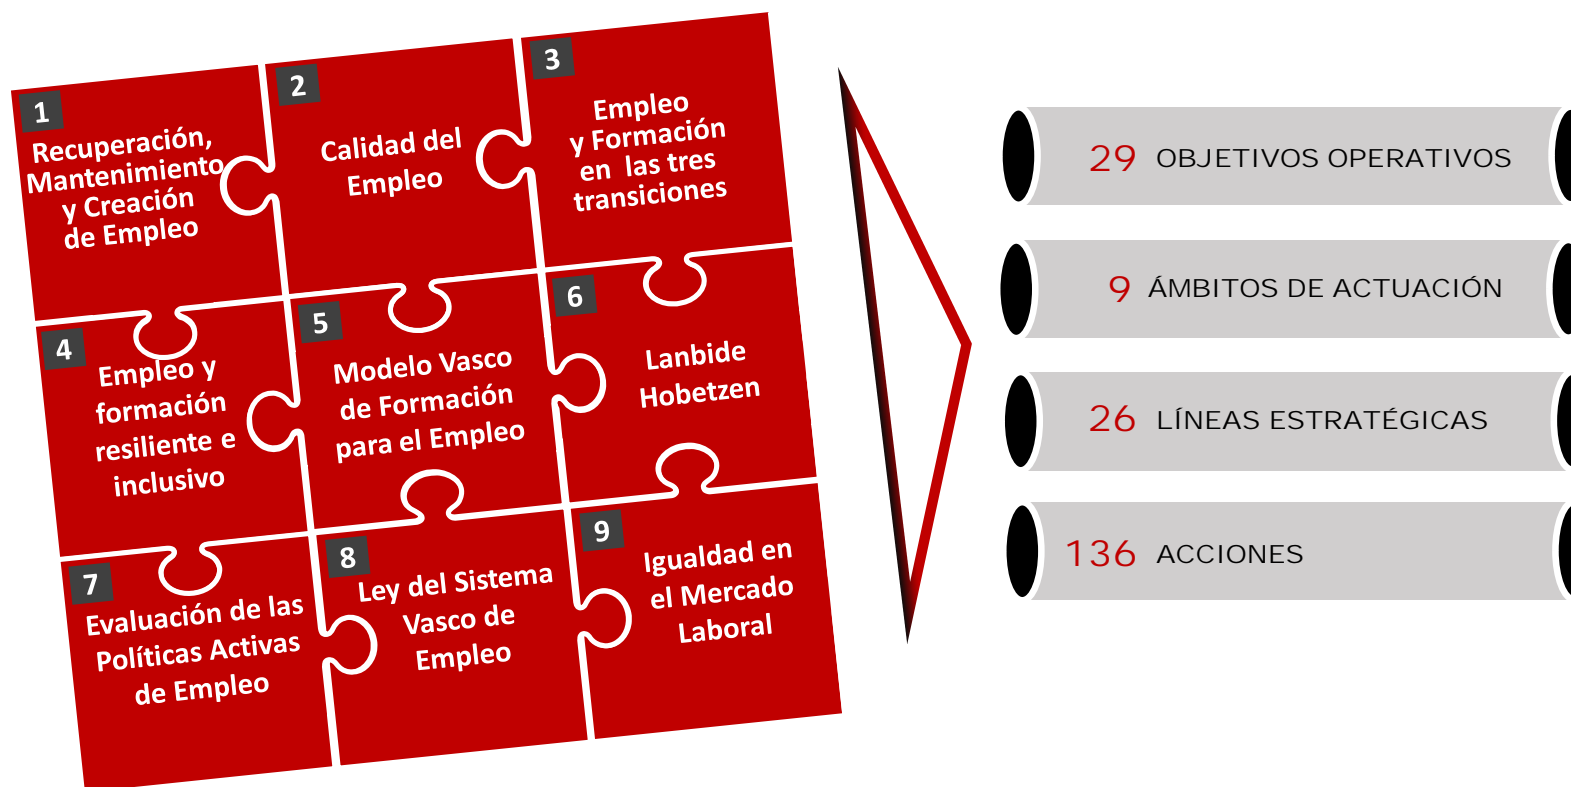 1
Recuperación,
Mantenimiento
y Creación
de Empleo
2
Calidad del
Empleo
3
Empleo
y Formación
en las tres
transiciones
4
Empleo y
formación
resiliente e
inclusivo
5
Modelo Vasco
de Formación
para el Empleo
6
Lanbide
Hobetzen
7
Evaluación de las
Políticas Activas
de Empleo
8
Ley del Sistema
Vasco de
Empleo
9
Igualdad en
el Mercado
Laboral
29 OBJETIVOS OPERATIVOS
9 ÁMBITOS DE ACTUACIÓN
26 LÍNEAS ESTRATÉGICAS
136 ACCIONES